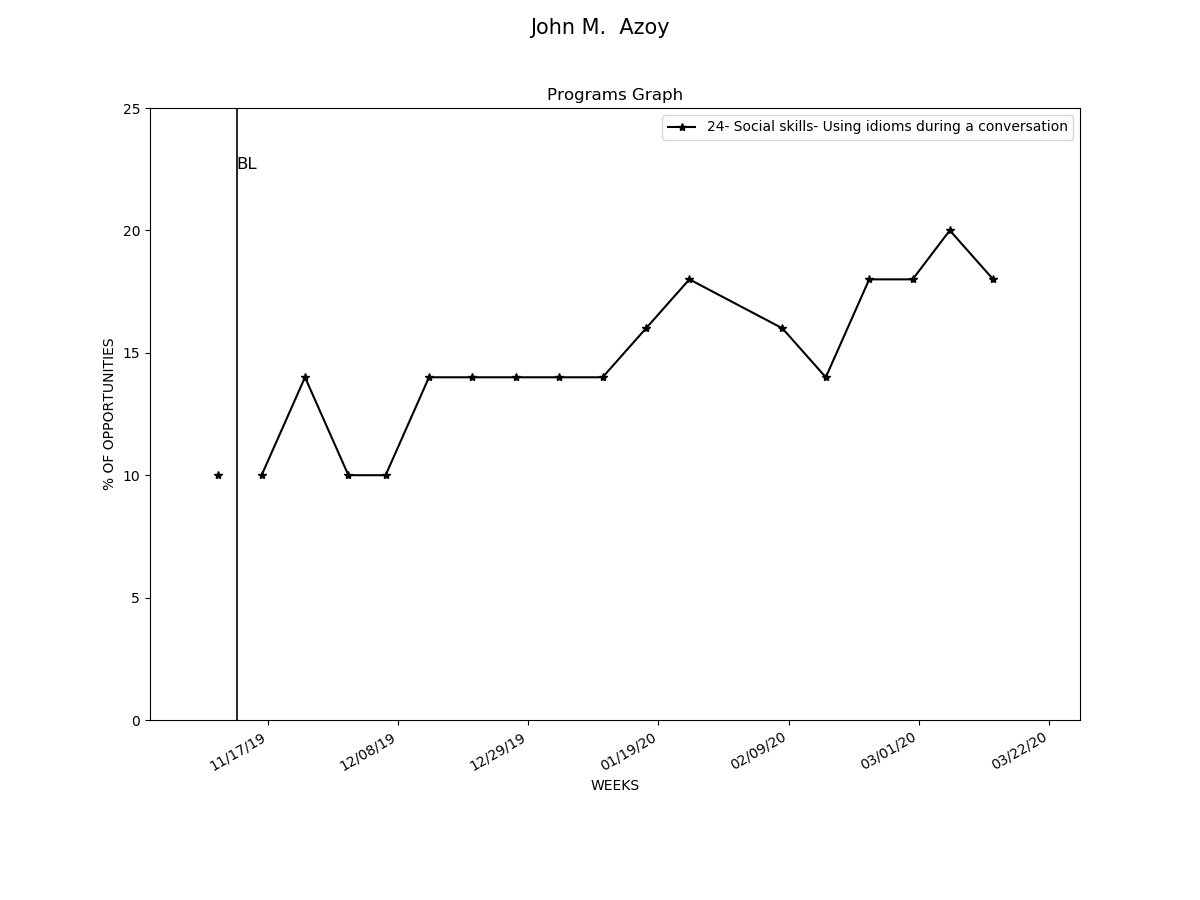 John M.  Azoy
Programs Graph
24- Social skills- Using idioms during a conversation
BL
25
20
15
10
5
0
% OF OPPORTUNITIES
11/17/19
12/08/19
12/29/19
01/19/20
02/09/20
03/01/20
03/22/20
WEEKS